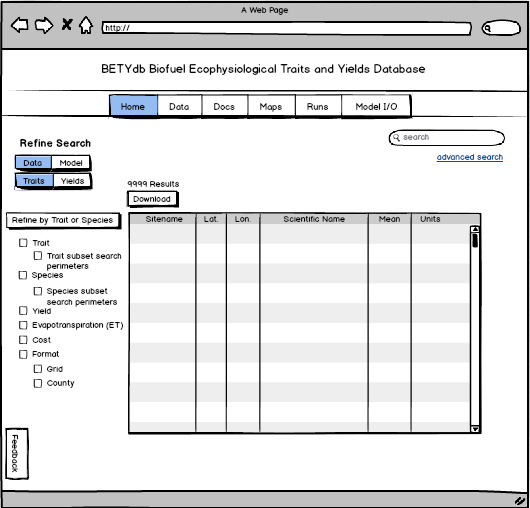 A Web Page
http://
BETYdb Biofuel Ecophysiological Traits and Yields Database
Home Data Docs Maps Runs Model I/O
search
Refine Search
advanced search
Data Model
Traits Yields
9999 Results
Download
Refine by Trait or Species
Sitename Lat. Lon. Scientific Name Mean Units
Trait
Trait subset search
perimeters
Species
Species subset
search perimeters
Yield
Evapotranspiration (ET)
Cost
Format
Grid
County
Feedback